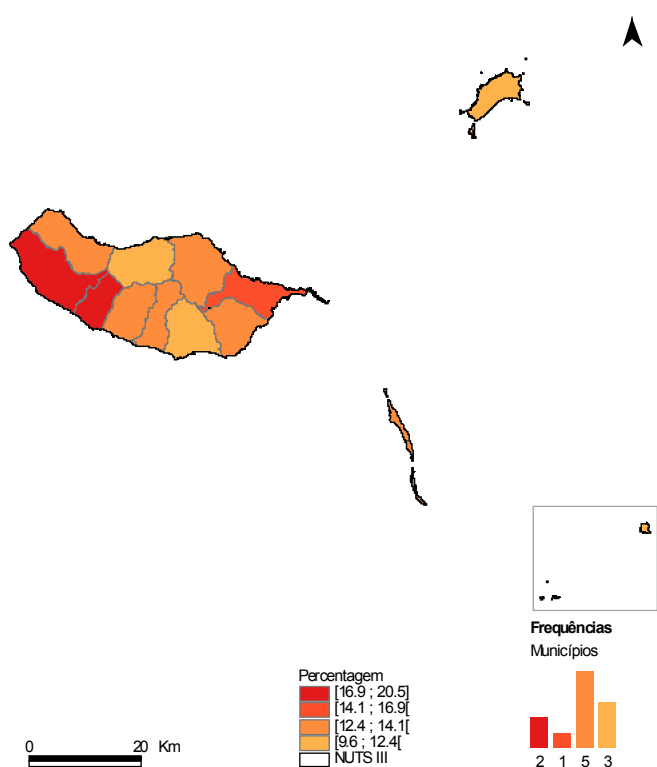 Frequências
Municípios
Percentagem
[16.9 ; 20.5]
[14.1 ; 16.9[
[12.4 ; 14.1[
[9.6 ; 12.4[
NUTS III
0 20 Km
2 1 5 3